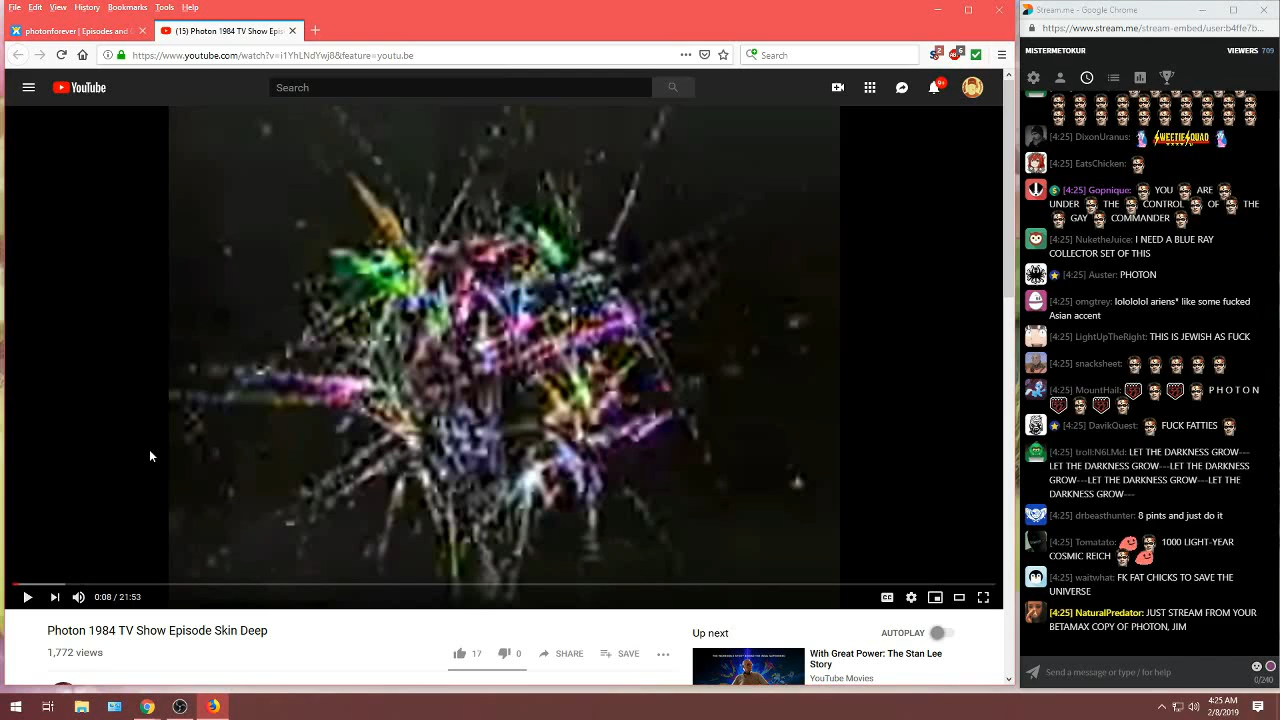 File Edit View History Bookmarks Tools Help
photonforever | Episodes and
(15) Photon 1984 TV Show Epi
https://www.youtube.com/watch?v=i1YhLNdYwj8&feature=youtu.be
Search
YouTube
Search
9+
0:08 / 21:53
Photon 1984 TV Show Episode Skin Deep
1,772 views
17
0
SHARE
SAVE
Up next
AUTOPLAY
With Great Power: The Stan Lee
Story
YouTube Movies
Stream.me - Google Chrome
https://www.stream.me/stream-embed/user:b4ffe7b...
MISTERMETOKUR
VIEWERS 709
[4:25] DixonUranus: SWEETIE SQUAD
[4:25] EatsChicken:
[4:25] Gopnique: YOU ARE
UNDER THE CONTROL OF THE
GAY COMMANDER
[4:25] NuketheJuice: I NEED A BLUE RAY
COLLECTOR SET OF THIS
[4:25] Auster: PHOTON
[4:25] omgtrey: lolololol ariens* like some fucked
Asian accent
[4:25] LightUpTheRight: THIS IS JEWISH AS FUCK
[4:25] snacksheet:
[4:25] MountHail: P H O T O N
[4:25] DavikQuest: FUCK FATTIES
[4:25] troll:N6LMd: LET THE DARKNESS GROW---
LET THE DARKNESS GROW---LET THE DARKNESS
GROW---LET THE DARKNESS GROW---LET THE
DARKNESS GROW---
[4:25] drbeasthunter: 8 pints and just do it
[4:25] Tomatato: 1000 LIGHT-YEAR
COSMIC REICH
[4:25] waitwhat: FK FAT CHICKS TO SAVE THE
UNIVERSE
[4:25] NaturalPredator: JUST STREAM FROM YOUR
BETAMAX COPY OF PHOTON, JIM
Send a message or type / for help
0/240
4:25 AM
2/8/2019